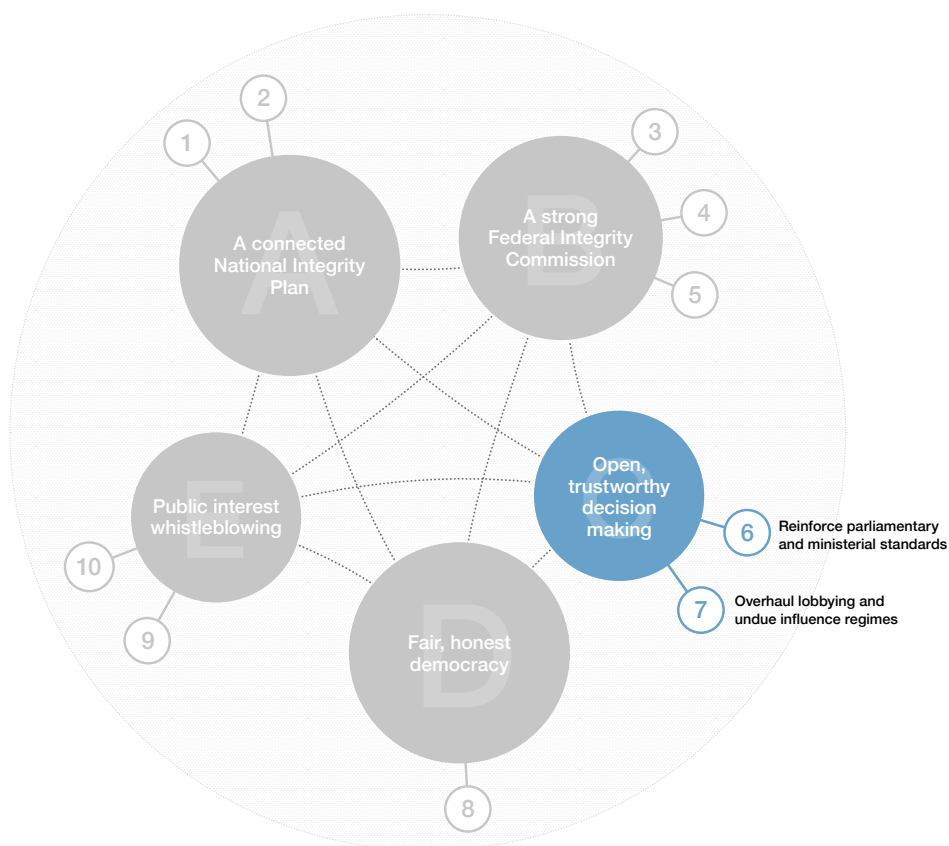 2
1
3
A
A connected
National Integrity
Plan
B
A strong
Federal Integrity
Commission
4
5
C
Open,
trustworthy
decision
making
E
Public interest
whistleblowing
6
Reinforce parliamentary
and ministerial standards
10
7
Overhaul lobbying and
undue influence regimes
9
D
Fair, honest
democracy
8